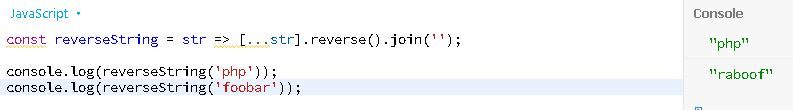 JavaScript
Console
const reverseString = str => [...str].reverse().join('');
"php"
console.log(reverseString('php'));
"raboof"
console.log(reverseString('foobar'));